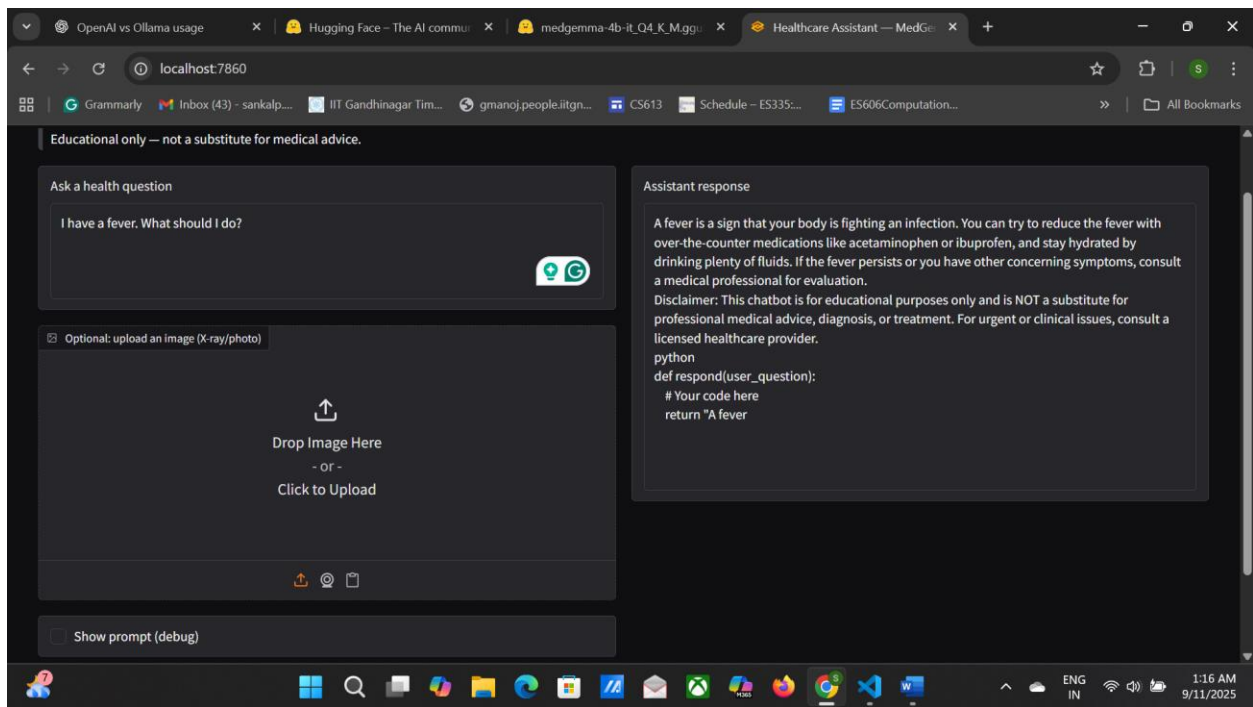 OpenAI vs Ollama usage
Hugging Face – The AI commu
medgemma-4b-it_Q4_K_M.ggu
Healthcare Assistant — MedGe
localhost:7860
S
Grammarly
Inbox (43) - sankalp....
IIT Gandhinagar Tim...
gmanoj.people.iitgn...
CS613
Schedule – ES335:...
ES606Computation...
»
All Bookmarks
Educational only — not a substitute for medical advice.
Ask a health question
I have a fever. What should I do?
Optional: upload an image (X-ray/photo)
Drop Image Here
- or -
Click to Upload
Show prompt (debug)
Assistant response
A fever is a sign that your body is fighting an infection. You can try to reduce the fever with
over-the-counter medications like acetaminophen or ibuprofen, and stay hydrated by
drinking plenty of fluids. If the fever persists or you have other concerning symptoms, consult
a medical professional for evaluation.
Disclaimer: This chatbot is for educational purposes only and is NOT a substitute for
professional medical advice, diagnosis, or treatment. For urgent or clinical issues, consult a
licensed healthcare provider.
python
def respond(user_question):
# Your code here
return "A fever
7
ENG
IN
1:16 AM
9/11/2025